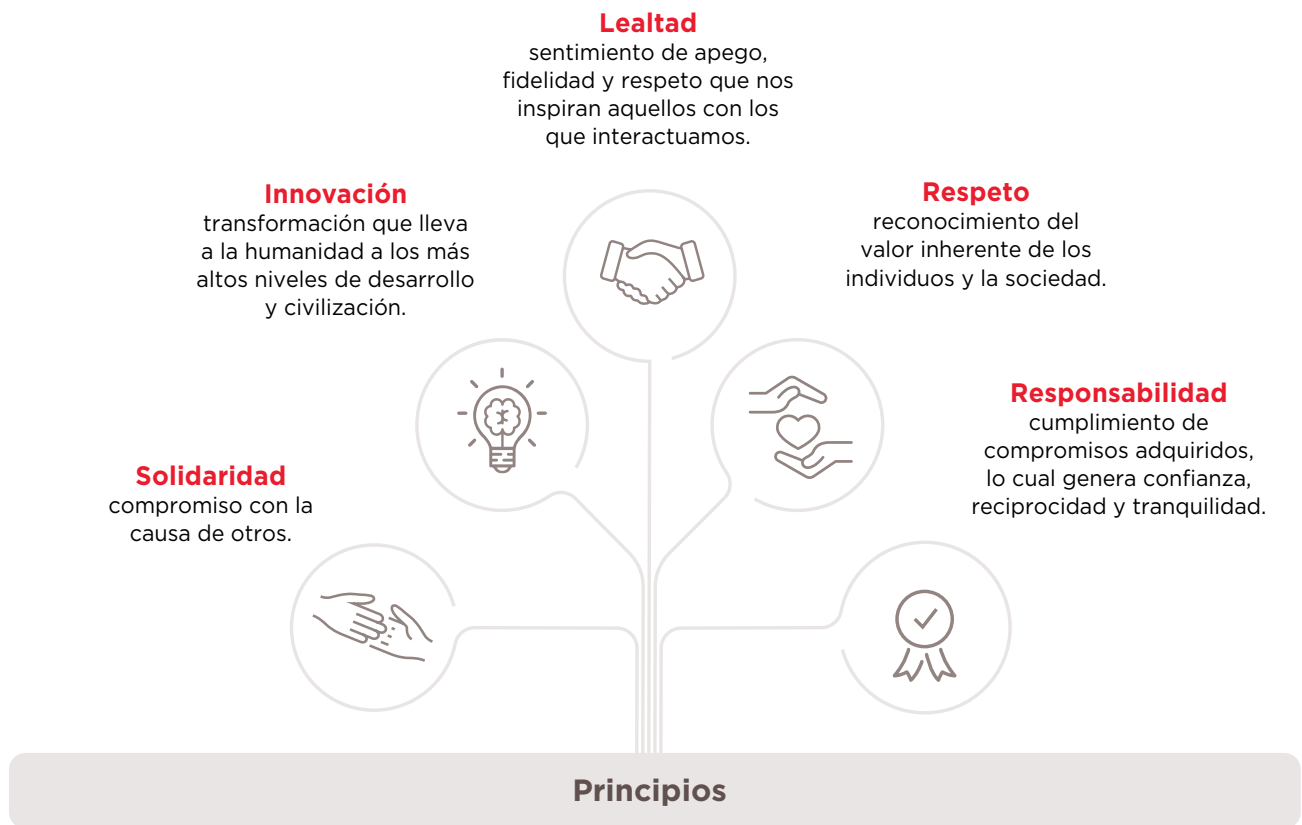 Lealtad
sentimiento de apego,
fidelidad y respeto que nos
inspiran aquellos con los
que interactuamos.
Innovación
transformación que lleva
a la humanidad a los más
altos niveles de desarrollo
y civilización.
Respeto
reconocimiento del
valor inherente de los
individuos y la sociedad.
Solidaridad
compromiso con la
causa de otros.
Responsabilidad
cumplimiento de
compromisos adquiridos,
lo cual genera confianza,
reciprocidad y tranquilidad.
Principios